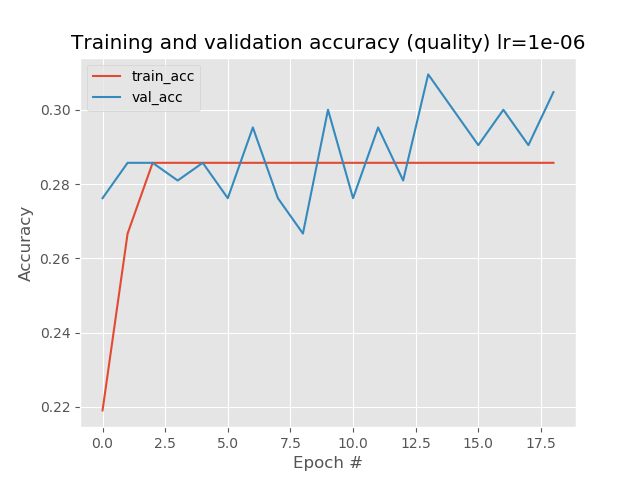 Training and validation accuracy (quality) lr=1e-06
train_acc
val_acc
0.30
0.28
0.26
0.24
0.22
Accuracy
0.0 2.5 5.0 7.5 10.0 12.5 15.0 17.5
Epoch #